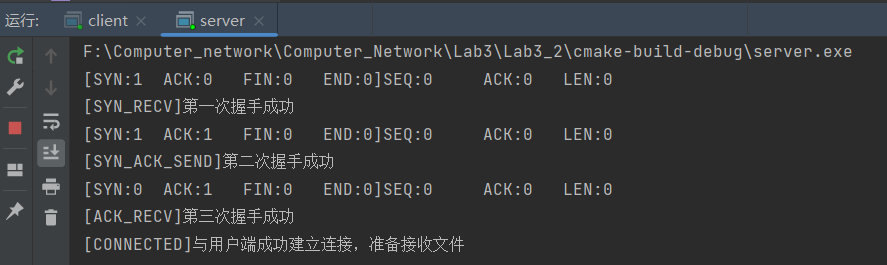 运行: client server
F:\Computer_network\Computer_Network\Lab3\Lab3_2\cmake-build-debug\server.exe
[SYN:1 ACK:0 FIN:0 END:0]SEQ:0 ACK:0 LEN:0
[SYN_RECV]第一次握手成功
[SYN:1 ACK:1 FIN:0 END:0]SEQ:0 ACK:0 LEN:0
[SYN_ACK_SEND]第二次握手成功
[SYN:0 ACK:1 FIN:0 END:0]SEQ:0 ACK:0 LEN:0
[ACK_RECV]第三次握手成功
[CONNECTED]与用户端成功建立连接，准备接收文件